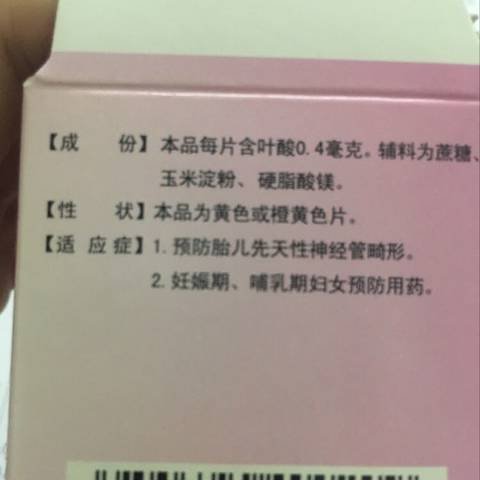 【成 份】本品每片含叶酸0.4毫克。辅料为蔗糖、
玉米淀粉、硬脂酸镁。
【性 状】本品为黄色或橙黄色片。
【适 应 症】1.预防胎儿先天性神经管畸形。
2.妊娠期、哺乳期妇女预防用药。